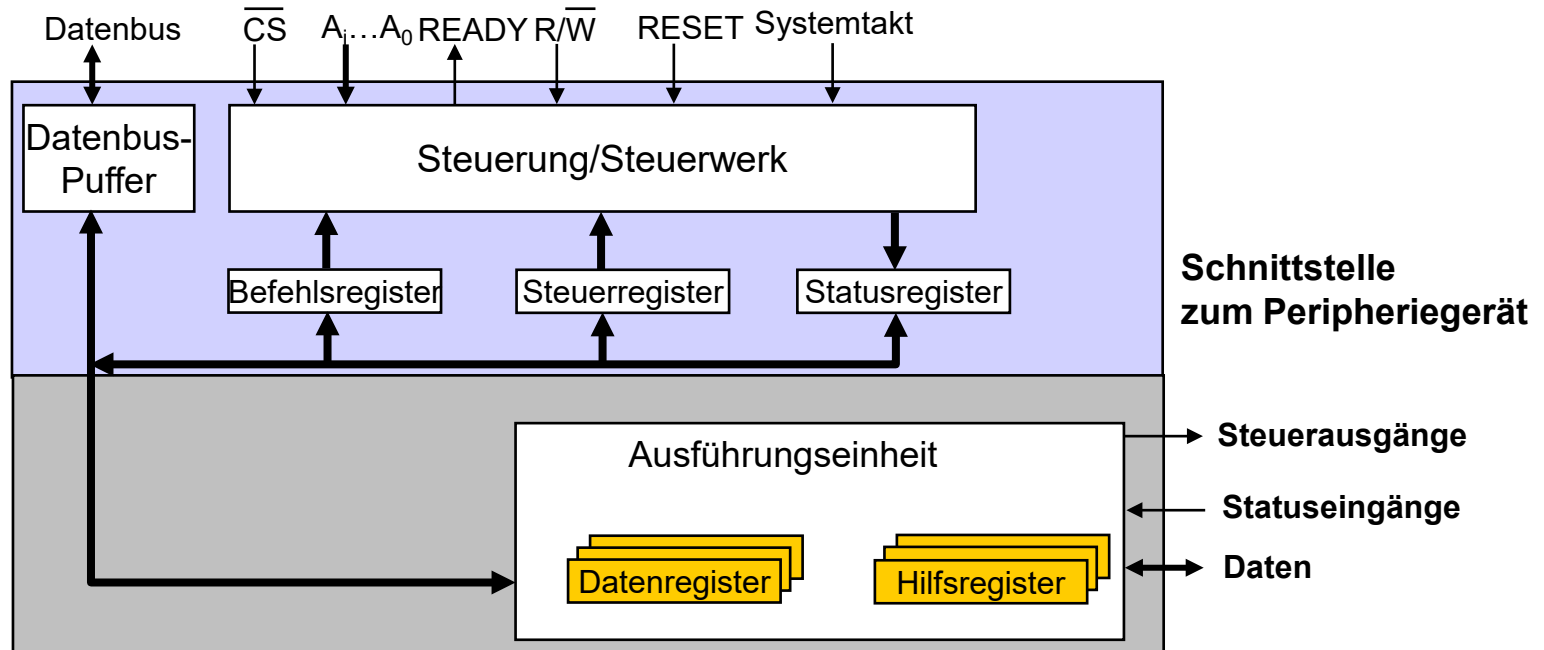 Datenbus
CS
Ai…A0
READY
R/W
RESET
Systemtakt
Datenbus-
Puffer
Steuerung/Steuerwerk
Befehlsregister
Steuerregister
Statusregister
Schnittstelle
zum Peripheriegerät
Ausführungseinheit
Steuerausgänge
Statuseingänge
Datenregister
Hilfsregister
Daten